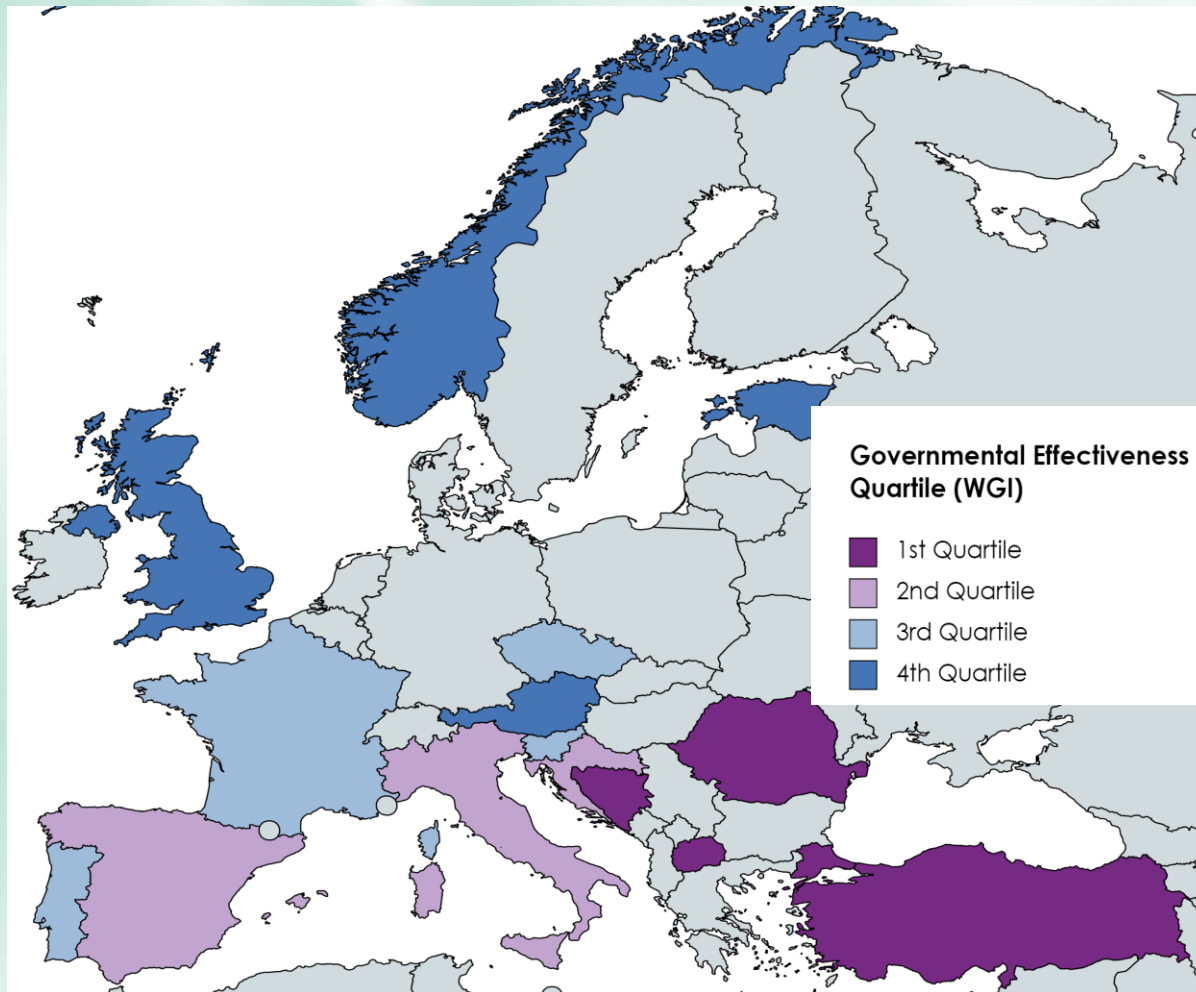 Governmental Effectiveness
Quartile (WGI)
1st Quartile
2nd Quartile
3rd Quartile
4th Quartile